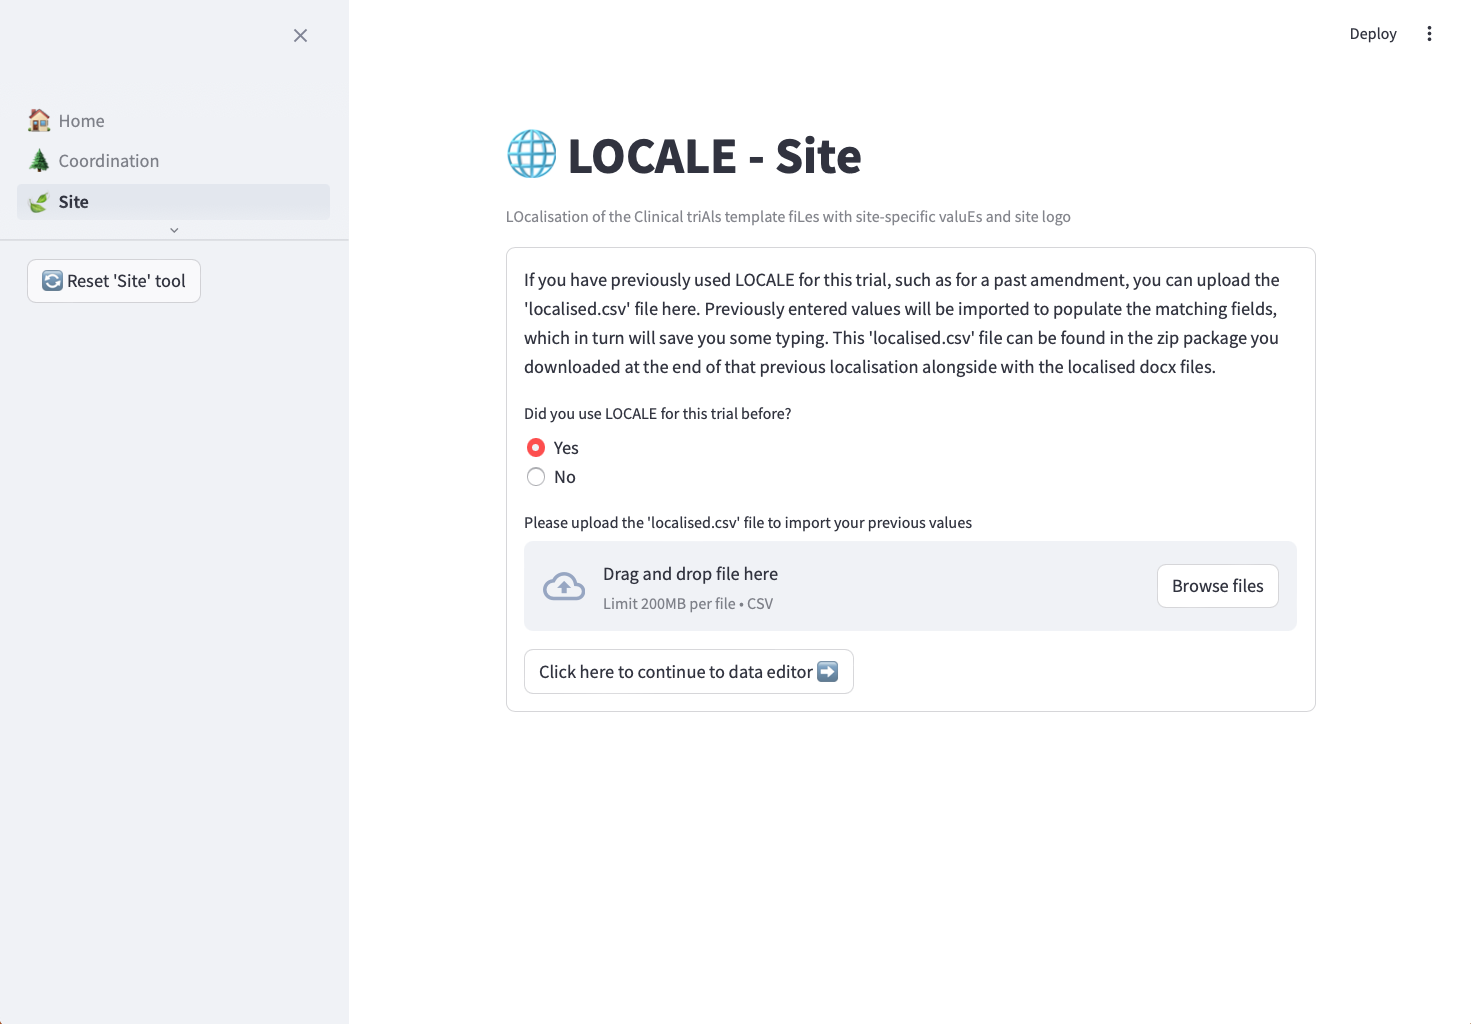 Deploy
Home
Coordination
Site
Reset 'Site' tool
LOCALE - Site
LOcalisation of the Clinical triAls template fiLes with site-specific valuEs and site logo
If you have previously used LOCALE for this trial, such as for a past amendment, you can upload the
'localised.csv' file here. Previously entered values will be imported to populate the matching fields,
which in turn will save you some typing. This 'localised.csv' file can be found in the zip package you
downloaded at the end of that previous localisation alongside with the localised docx files.
Did you use LOCALE for this trial before?
Yes
No
Please upload the 'localised.csv' file to import your previous values
Drag and drop file here
Limit 200MB per file • CSV
Browse files
Click here to continue to data editor